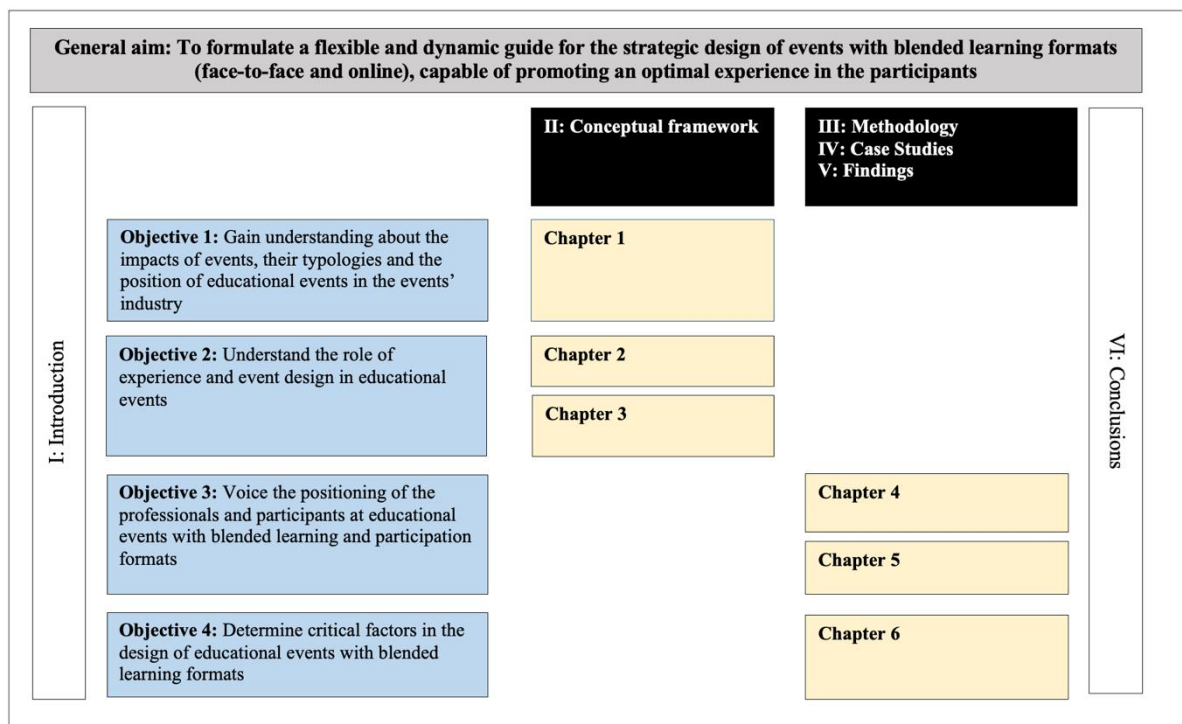 General aim: To formulate a flexible and dynamic guide for the strategic design of events with blended learning formats
(face-to-face and online), capable of promoting an optimal experience in the participants
I: Introduction
II: Conceptual framework
III: Methodology
IV: Case Studies
V: Findings
Objective 1: Gain understanding about the
impacts of events, their typologies and the
position of educational events in the events’
industry
Chapter 1
Objective 2: Understand the role of
experience and event design in educational
events
Chapter 2
Chapter 3
Objective 3: Voice the positioning of the
professionals and participants at educational
events with blended learning and participation
formats
Chapter 4
Chapter 5
Objective 4: Determine critical factors in the
design of educational events with blended
learning formats
Chapter 6
VI: Conclusions